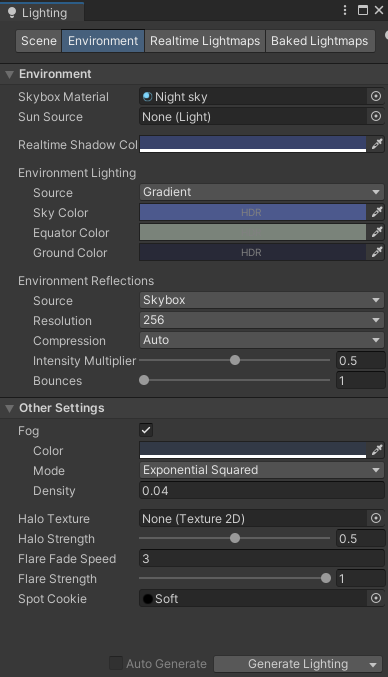 Lighting
Scene Environment Realtime Lightmaps Baked Lightmaps
Environment
Skybox Material Night sky
Sun Source None (Light)
Realtime Shadow Col
Environment Lighting
Source Gradient
Sky Color HDR
Equator Color
Ground Color HDR
Environment Reflections
Source Skybox
Resolution 256
Compression Auto
Intensity Multiplier 0.5
Bounces 1
Other Settings
Fog
Color
Mode Exponential Squared
Density 0.04
Halo Texture None (Texture 2D)
Halo Strength 0.5
Flare Fade Speed 3
Flare Strength 1
Spot Cookie Soft
Auto Generate Generate Lighting